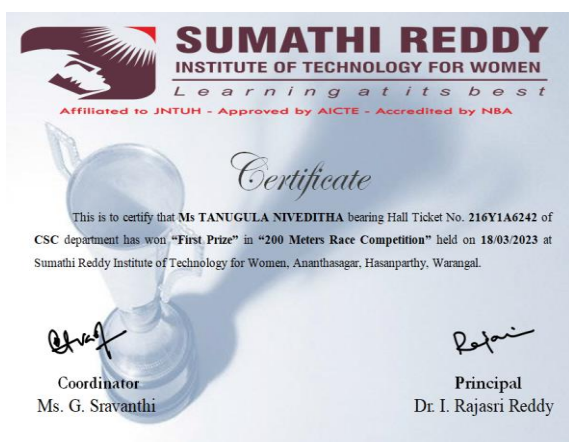 SUMATHI REDDY
INSTITUTE OF TECHNOLOGY FOR WOMEN
Learning at its best
Affiliated to JNTUH - Approved by AICTE - Accredited by NBA
Certificate
This is to certify that Ms TANUGULA NIVEDITHA bearing Hall Ticket No. 216Y1A6242 of
CSC department has won “First Prize” in “200 Meters Race Competition” held on 18/03/2023 at
Sumathi Reddy Institute of Technology for Women, Ananthasagar, Hasanparthy, Warangal.
Rajasri
Coordinator
Principal
Ms. G. Sravanthi
Dr. I. Rajasri Reddy